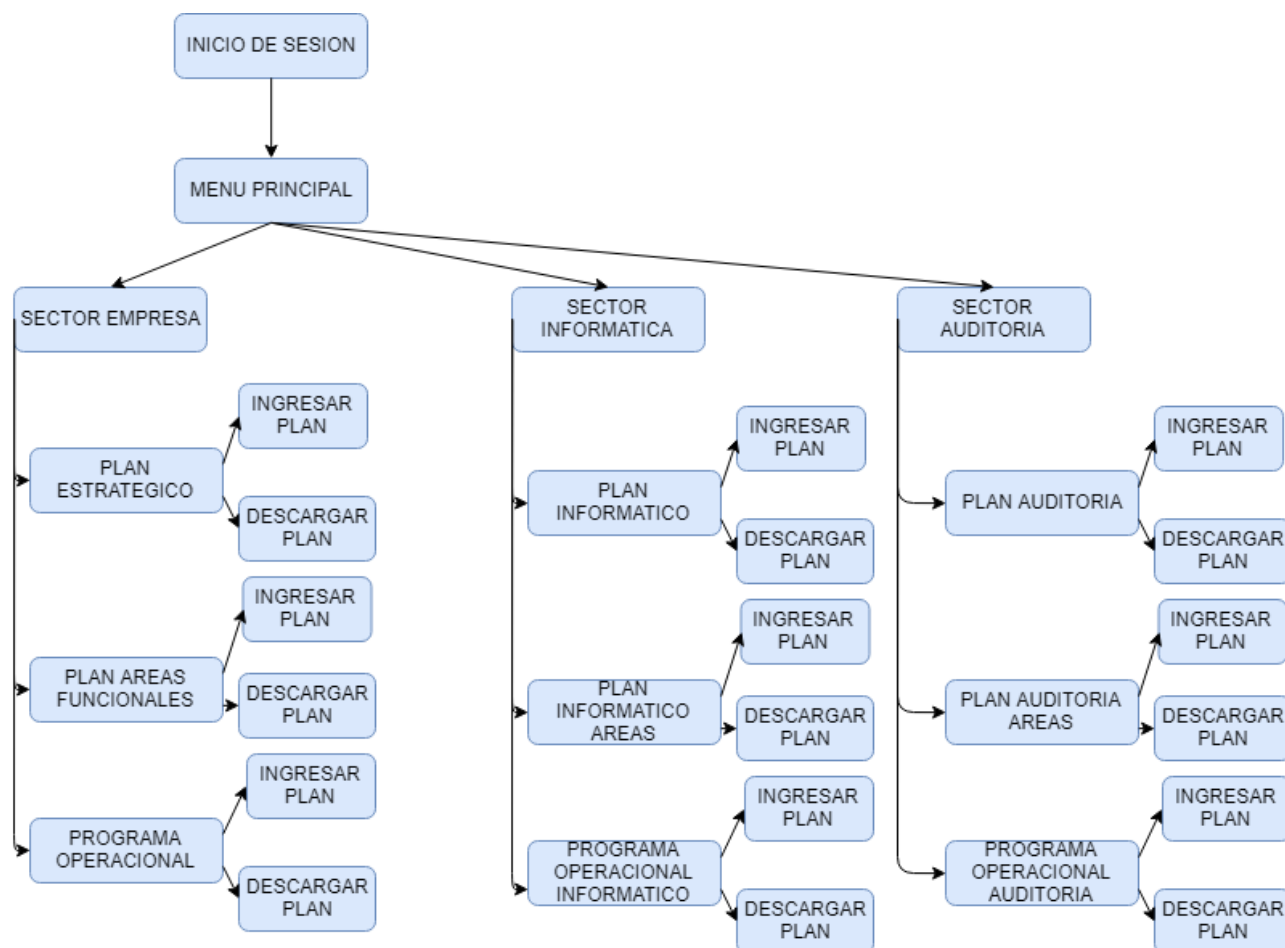 INICIO DE SESION
MENU PRINCIPAL
SECTOR EMPRESA
SECTOR
INFORMATICA
SECTOR
AUDITORIA
PLAN
ESTRATEGICO
INGRESAR
PLAN
DESCARGAR
PLAN
PLAN AREAS
FUNCIONALES
INGRESAR
PLAN
DESCARGAR
PLAN
PROGRAMA
OPERACIONAL
INGRESAR
PLAN
DESCARGAR
PLAN
PLAN
INFORMATICO
INGRESAR
PLAN
DESCARGAR
PLAN
PLAN
INFORMATICO
AREAS
INGRESAR
PLAN
DESCARGAR
PLAN
PROGRAMA
OPERACIONAL
INFORMATICO
INGRESAR
PLAN
DESCARGAR
PLAN
PLAN AUDITORIA
INGRESAR
PLAN
DESCARGAR
PLAN
PLAN AUDITORIA
AREAS
INGRESAR
PLAN
DESCARGAR
PLAN
PROGRAMA
OPERACIONAL
AUDITORIA
INGRESAR
PLAN
DESCARGAR
PLAN